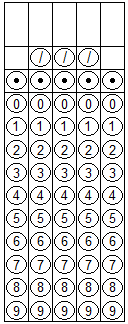 / / /
• • • • •
0 0 0 0 0
1 1 1 1 1
2 2 2 2 2
3 3 3 3 3
4 4 4 4 4
5 5 5 5 5
6 6 6 6 6
7 7 7 7 7
8 8 8 8 8
9 9 9 9 9